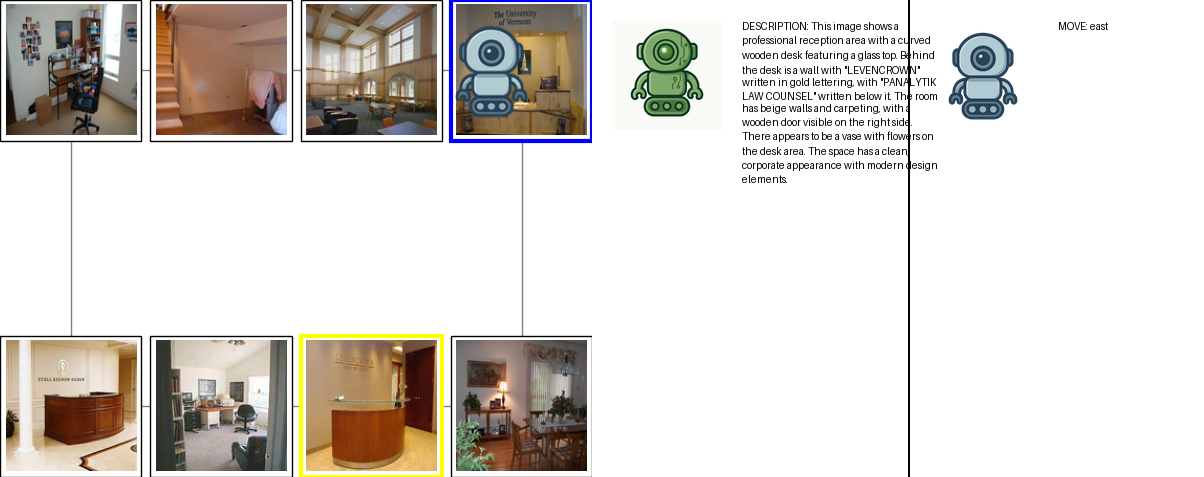 The University
of Vermont
DESCRIPTION: This image shows a
professional reception area with a curved
wooden desk featuring a glass top. Behind
the desk is a wall with "LEVENCROWN"
written in gold lettering, with "PANALYTIK
LAW COUNSEL" written below it. The room
has beige walls and carpeting, with a
wooden door visible on the right side.
There appears to be a vase with flowers on
the desk area. The space has a clean,
corporate appearance with modern design
elements.
MOVE: east